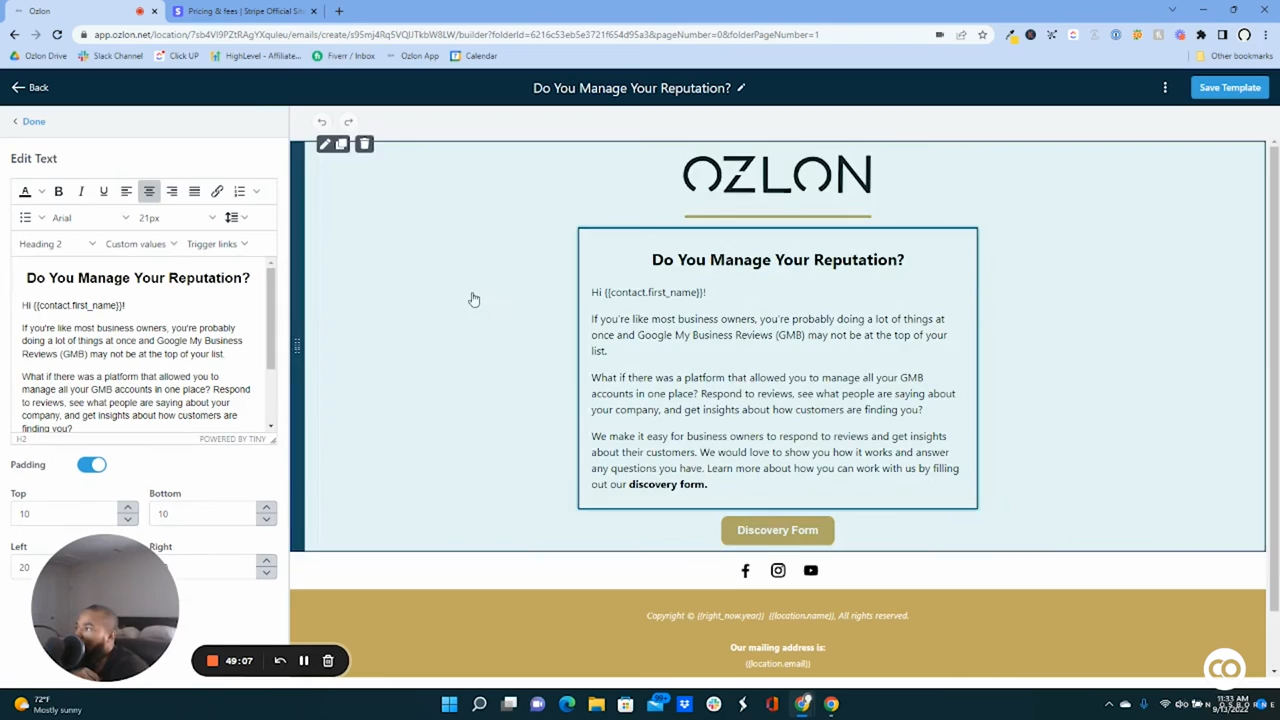 Ozlon
Pricing & fees | Stripe Official Sit
app.ozlon.net/location/7sb4Vl9PZtRAgYXquIeu/emails/create/s95mj4Rq5VQIJTkbW8LW/builder?folderId=6216c53eb5e3721f654d95a3&pageNumber=0&folderPageNumber=1
Ozlon Drive
Slack Channel
Click UP
HighLevel - Affiliate...
Fiverr / Inbox
Ozlon App
Calendar
Other bookmarks
Back
Do You Manage Your Reputation?
Save Template
Done
Edit Text
Arial
21px
Heading 2
Custom values
Trigger links
Do You Manage Your Reputation?
Hi {{contact.first_name}}!
If you're like most business owners, you're probably
doing a lot of things at once and Google My Business
Reviews (GMB) may not be at the top of your list.
What if there was a platform that allowed you to
manage all your GMB accounts in one place? Respond
to reviews, see what people are saying about your
company, and get insights about how customers are
finding you?
H2
POWERED BY TINY
Padding
Top
Bottom
10
10
Left
Right
20
49:07
OZLON
Do You Manage Your Reputation?
Hi {{contact.first_name}}!
If you're like most business owners, you're probably doing a lot of things at
once and Google My Business Reviews (GMB) may not be at the top of your
list.
What if there was a platform that allowed you to manage all your GMB
accounts in one place? Respond to reviews, see what people are saying about
your company, and get insights about how customers are finding you?
We make it easy for business owners to respond to reviews and get insights
about their customers. We would love to show you how it works and answer
any questions you have. Learn more about how you can work with us by filling
out our discovery form.
Discovery Form
Copyright © {{right_now.year}} {{location.name}}, All rights reserved.
Our mailing address is:
{{location.email}}
72°F
Mostly sunny
11:33 AM
9/13/2022